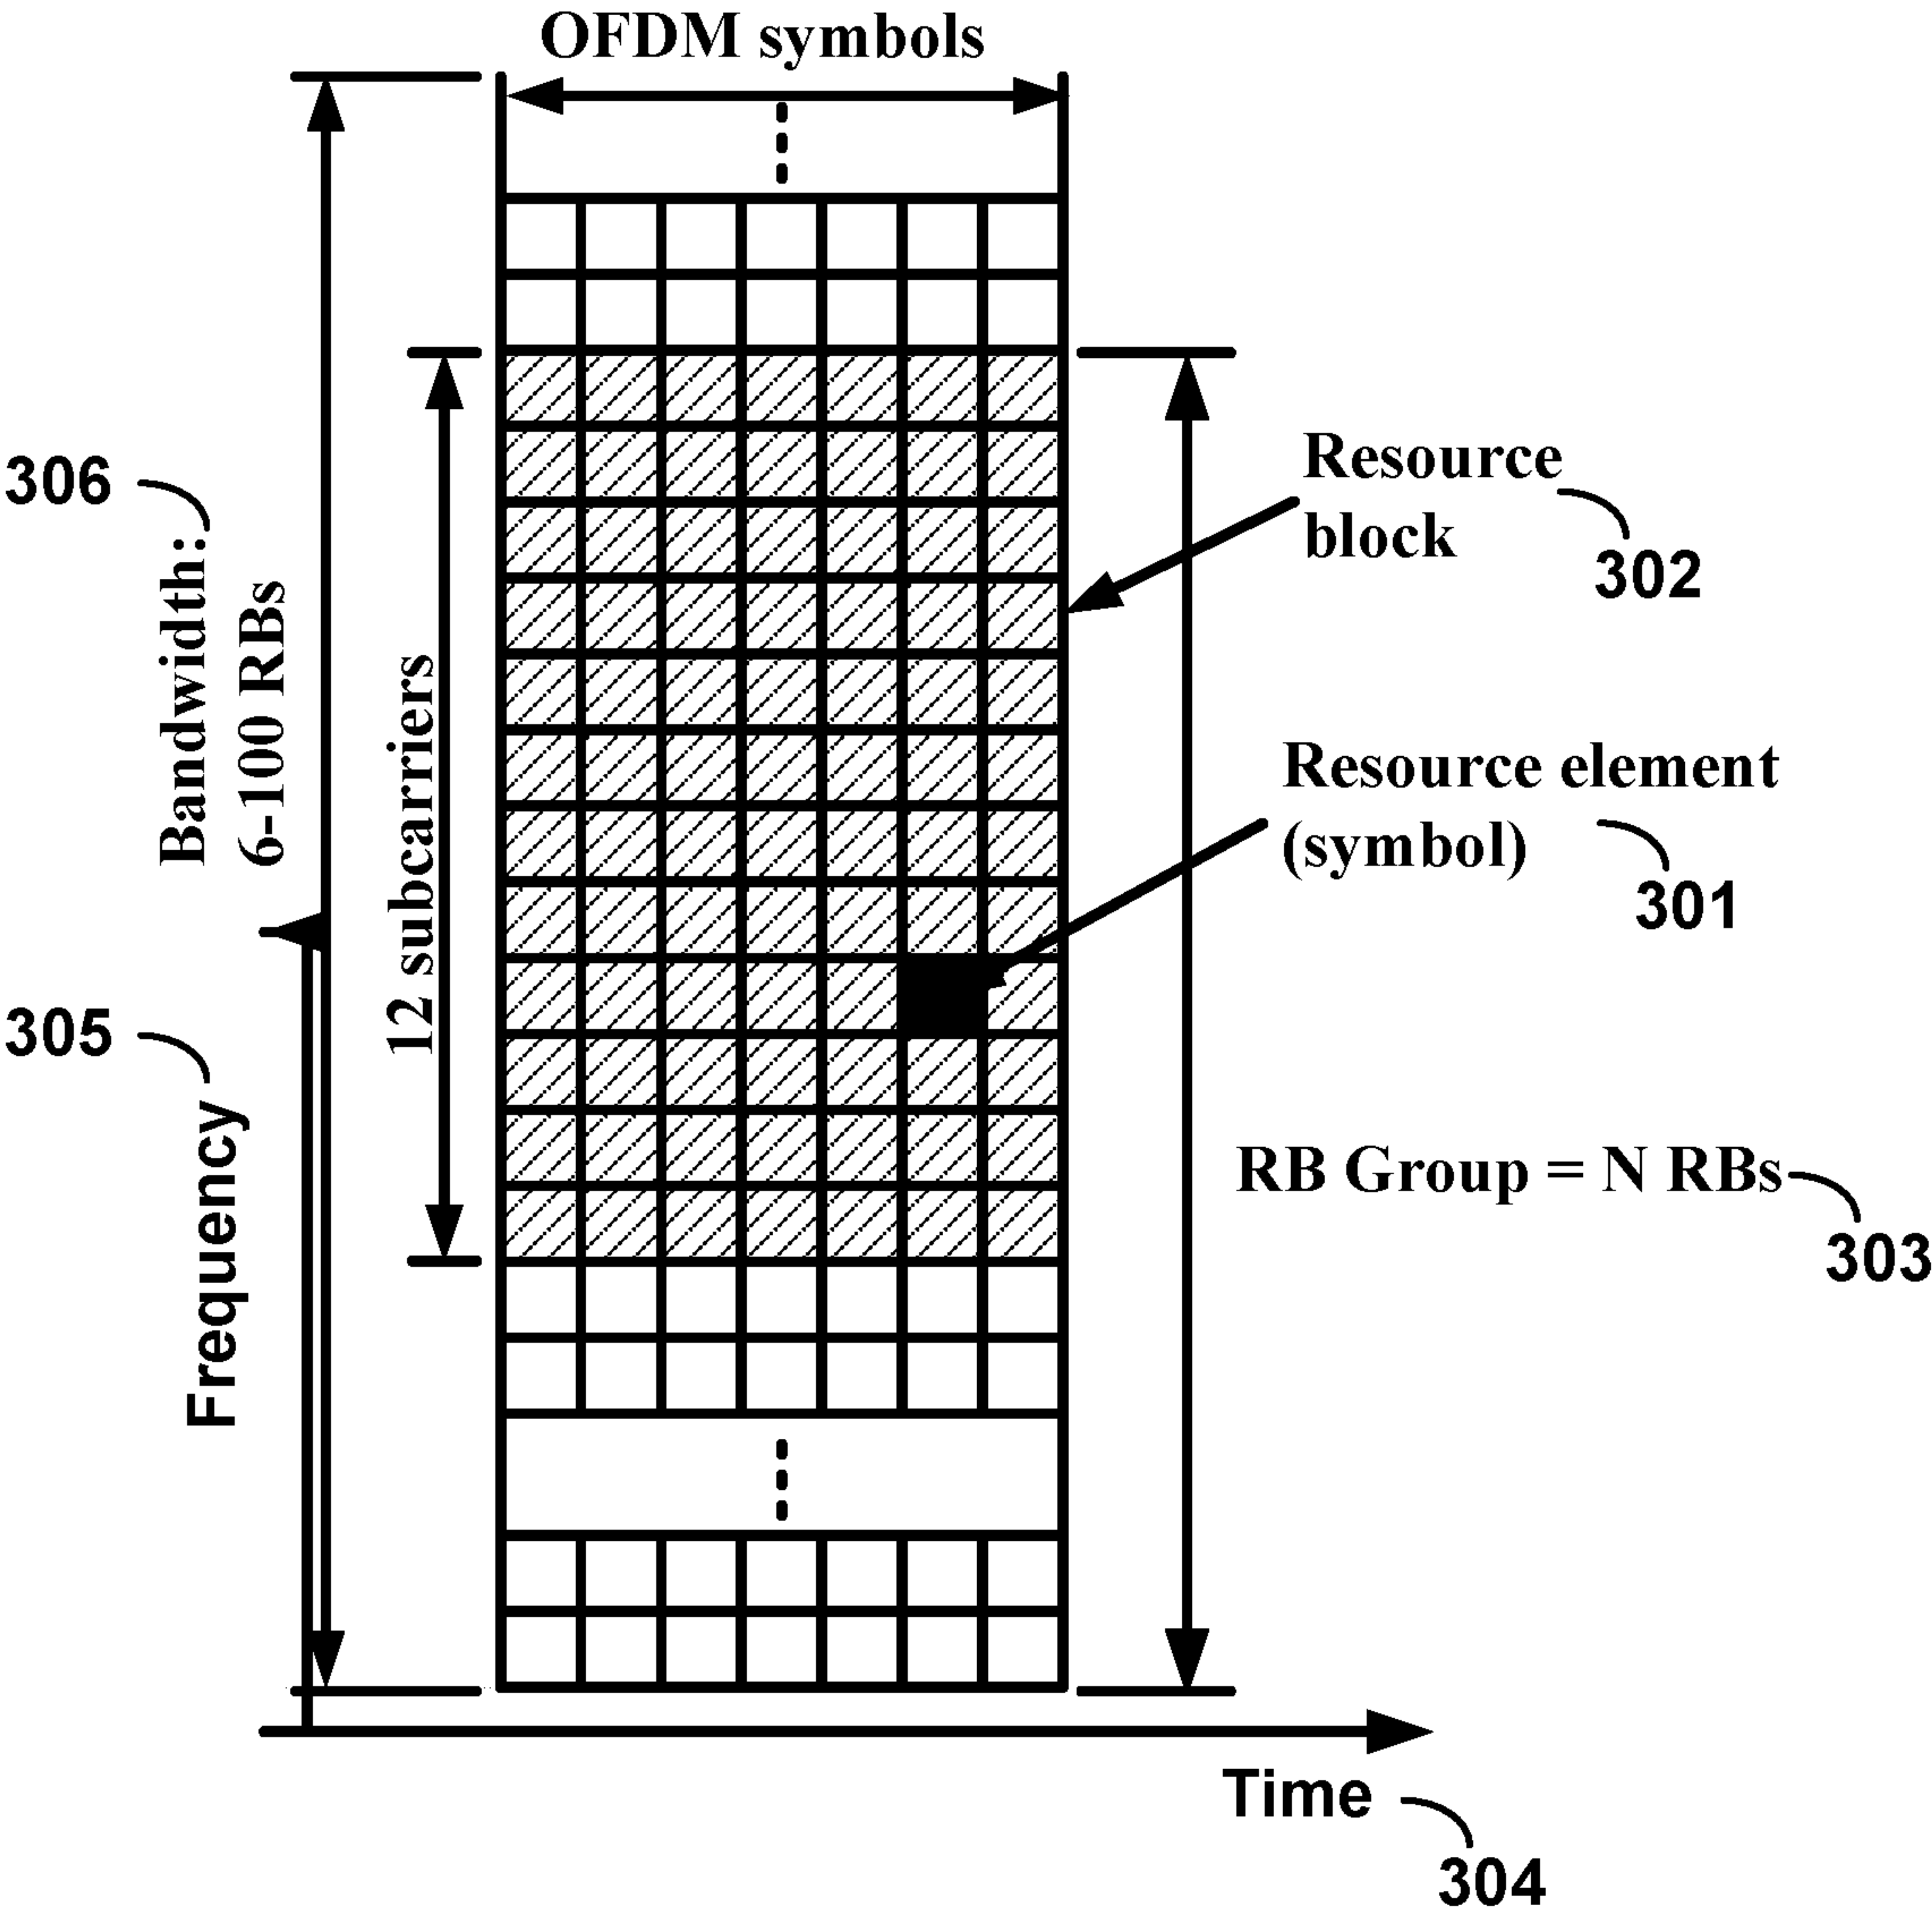 OFDM symbols
306
Bandwidth:
6-100 RBs
12 subcarriers
Resource
block
302
Resource element
(symbol)
301
305
Frequency
RB Group = N RBs
303
Time
304